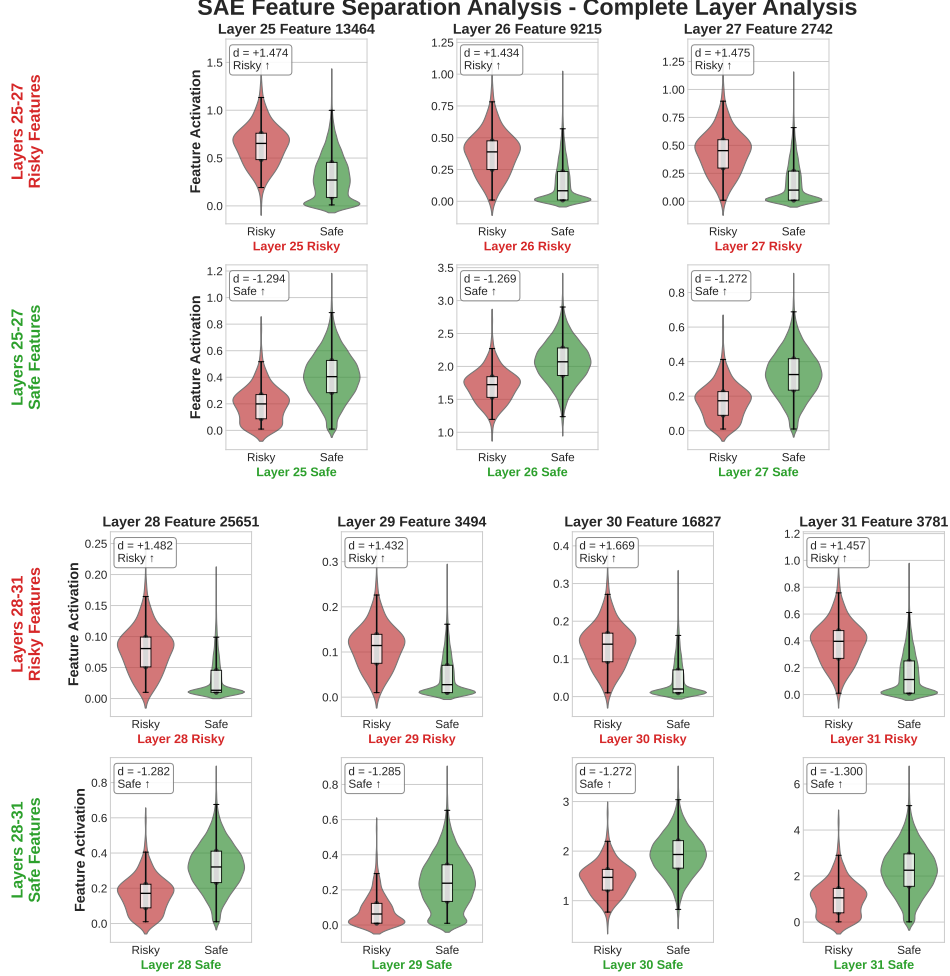 SAE Feature Separation Analysis - Complete Layer Analysis
Layers 25-27
Risky Features
Layer 25 Feature 13464
d = +1.474
Risky ↑
Feature Activation
1.5
1.0
0.5
0.0
Risky Safe
Layer 25 Risky
Layer 26 Feature 9215
d = +1.434
Risky ↑
1.25
1.00
0.75
0.50
0.25
0.00
Risky Safe
Layer 26 Risky
Layer 27 Feature 2742
d = +1.475
Risky ↑
1.25
1.00
0.75
0.50
0.25
0.00
Risky Safe
Layer 27 Risky
Layers 25-27
Safe Features
d = -1.294
Safe ↑
Feature Activation
1.2
1.0
0.8
0.6
0.4
0.2
0.0
Risky Safe
Layer 25 Safe
d = -1.269
Safe ↑
3.5
3.0
2.5
2.0
1.5
1.0
Risky Safe
Layer 26 Safe
d = -1.272
Safe ↑
0.8
0.6
0.4
0.2
0.0
Risky Safe
Layer 27 Safe
Layers 28-31
Risky Features
Layer 28 Feature 25651
d = +1.482
Risky ↑
Feature Activation
0.25
0.20
0.15
0.10
0.05
0.00
Risky Safe
Layer 28 Risky
Layer 29 Feature 3494
d = +1.432
Risky ↑
0.3
0.2
0.1
0.0
Risky Safe
Layer 29 Risky
Layer 30 Feature 16827
d = +1.669
Risky ↑
0.4
0.3
0.2
0.1
0.0
Risky Safe
Layer 30 Risky
Layer 31 Feature 3781
d = +1.457
Risky ↑
1.2
1.0
0.8
0.6
0.4
0.2
0.0
Risky Safe
Layer 31 Risky
Layers 28-31
Safe Features
d = -1.282
Safe ↑
Feature Activation
0.8
0.6
0.4
0.2
0.0
Risky Safe
Layer 28 Safe
d = -1.285
Safe ↑
0.8
0.6
0.4
0.2
0.0
Risky Safe
Layer 29 Safe
d = -1.272
Safe ↑
3
2
1
Risky Safe
Layer 30 Safe
d = -1.300
Safe ↑
6
4
2
0
Risky Safe
Layer 31 Safe